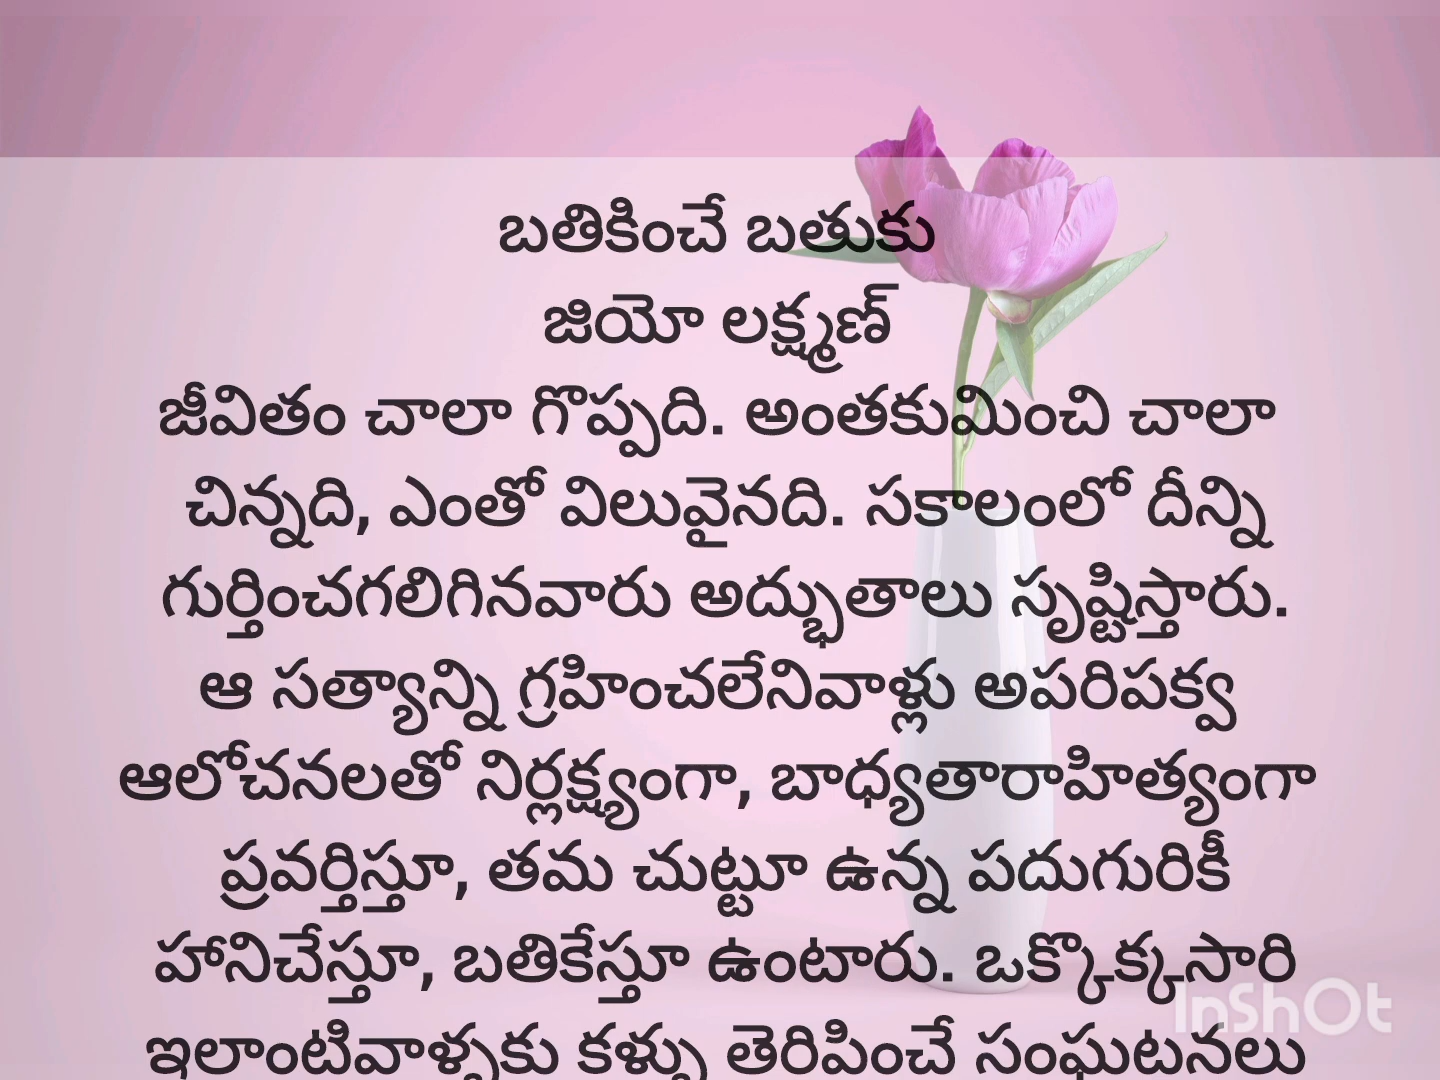 బతికించే బతుకు
జియో లక్ష్మణ్
జీవితం చాలా గొప్పది. అంతకుమించి చాలా
చిన్నది, ఎంతో విలువైనది. సకాలంలో దీన్ని
గుర్తించగలిగినవారు అద్భుతాలు సృష్టిస్తారు.
ఆ సత్యాన్ని గ్రహించలేనివాళ్లు అపరిపక్వ
ఆలోచనలతో నిర్లక్ష్యంగా, బాధ్యతారాహిత్యంగా
ప్రవర్తిస్తూ, తమ చుట్టూ ఉన్న పదుగురికీ
హానిచేస్తూ, బతికేస్తూ ఉంటారు. ఒక్కొక్కసారి
ఇలాంటివాళ్ళకు కళ్ళు తెరిపించే సంఘటనలు
InShOt